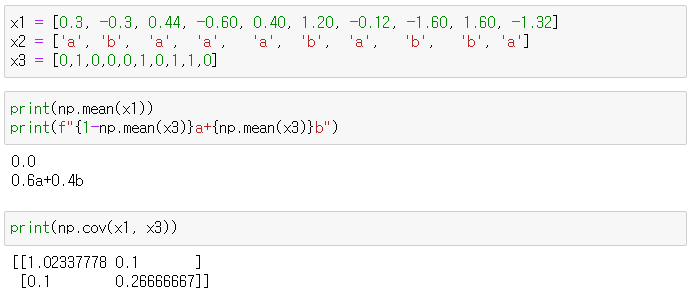 x1 = [0.3, -0.3, 0.44, -0.60, 0.40, 1.20, -0.12, -1.60, 1.60, -1.32]
x2 = ['a', 'b', 'a', 'a', 'a', 'b', 'a', 'b', 'b', 'a']
x3 = [0,1,0,0,0,1,0,1,1,0]
print(np.mean(x1))
print(f"{1-np.mean(x3)}a+{np.mean(x3)}b")
0.0
0.6a+0.4b
print(np.cov(x1, x3))
[[1.02337778 0.1 ]
[0.1 0.26666667]]